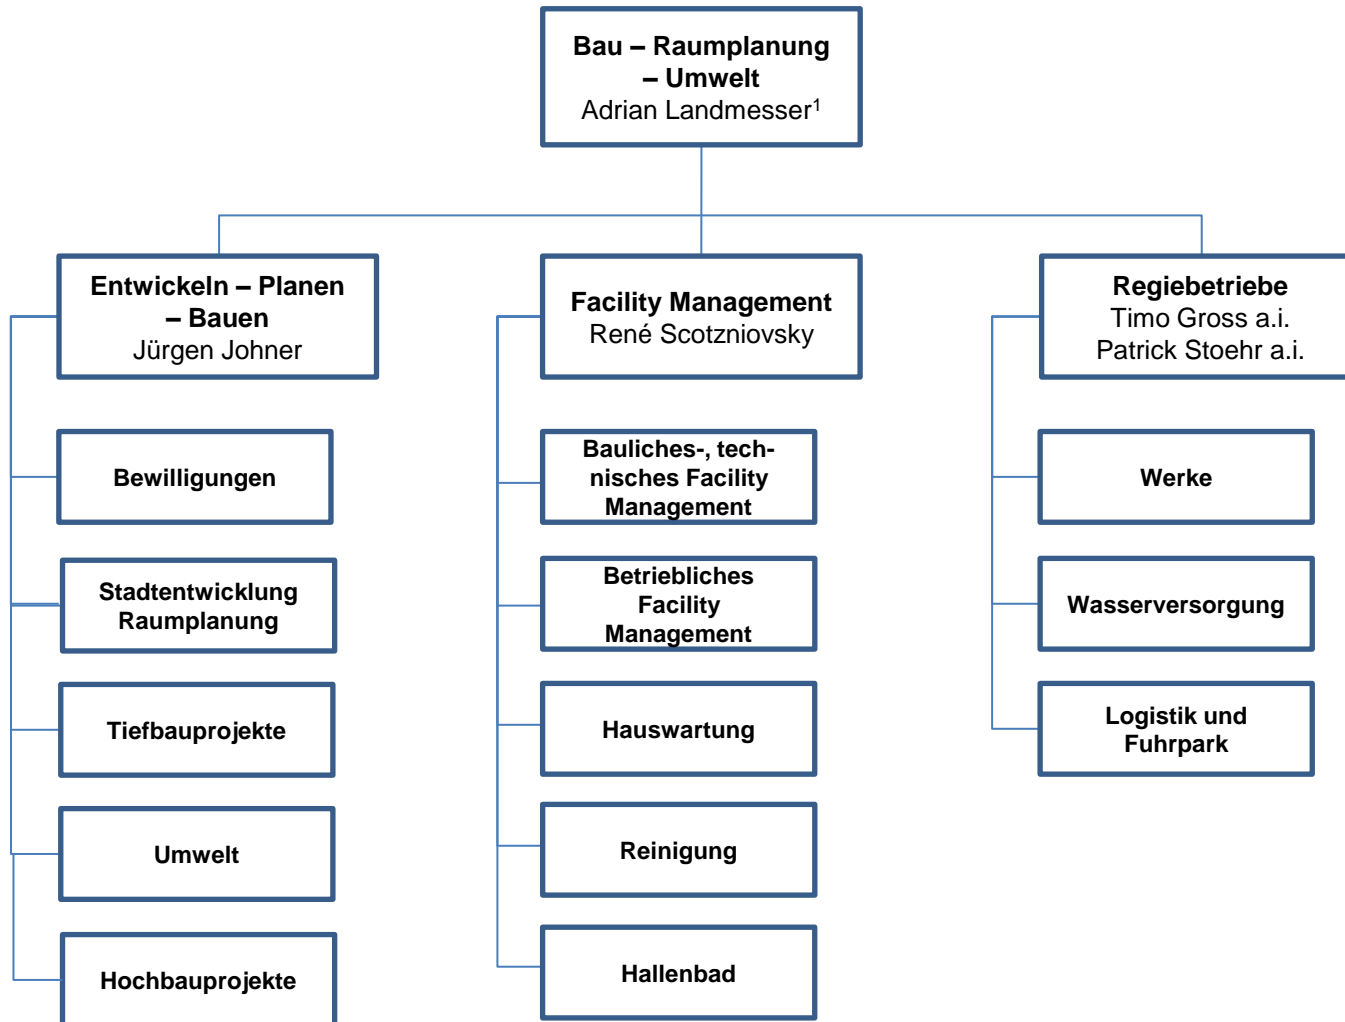 Bau – Raumplanung
– Umwelt
Adrian Landmesser¹
Entwickeln – Planen
– Bauen
Jürgen Johner
Bewilligungen
Stadtentwicklung
Raumplanung
Tiefbauprojekte
Umwelt
Hochbauprojekte
Facility Management
René Scotzniovsky
Bauliches-, tech-
nisches Facility
Management
Betriebliches
Facility
Management
Hauswartung
Reinigung
Hallenbad
Regiebetriebe
Timo Gross a.i.
Patrick Stoehr a.i.
Werke
Wasserversorgung
Logistik und
Fuhrpark